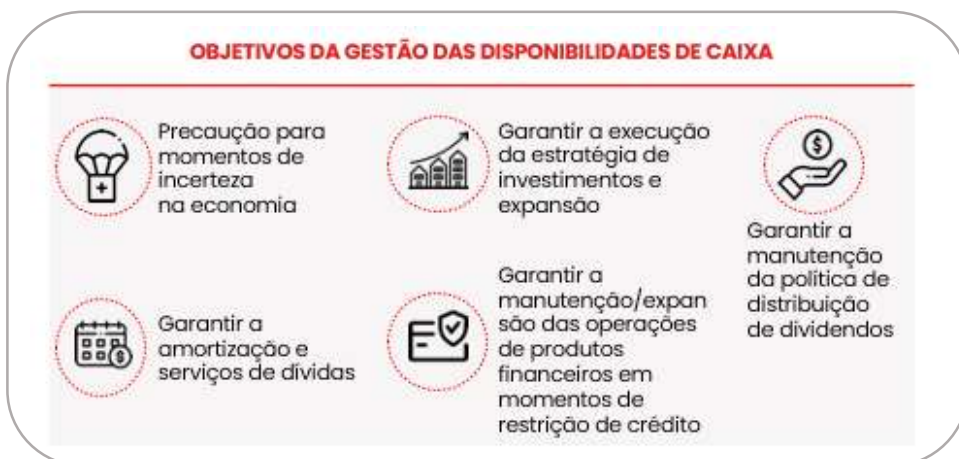 OBJETIVOS DA GESTÃO DAS DISPONIBILIDADES DE CAIXA
Precaução para
momentos de
incerteza
na economia
Garantir a execução
da estratégia de
investimentos e
expansão
Garantir a
manutenção
da política de
distribuição
de dividendos
Garantir a
amortização e
serviços de dívidas
Garantir a
manutenção/expan
são das operações
de produtos
financeiros em
momentos de
restrição de crédito